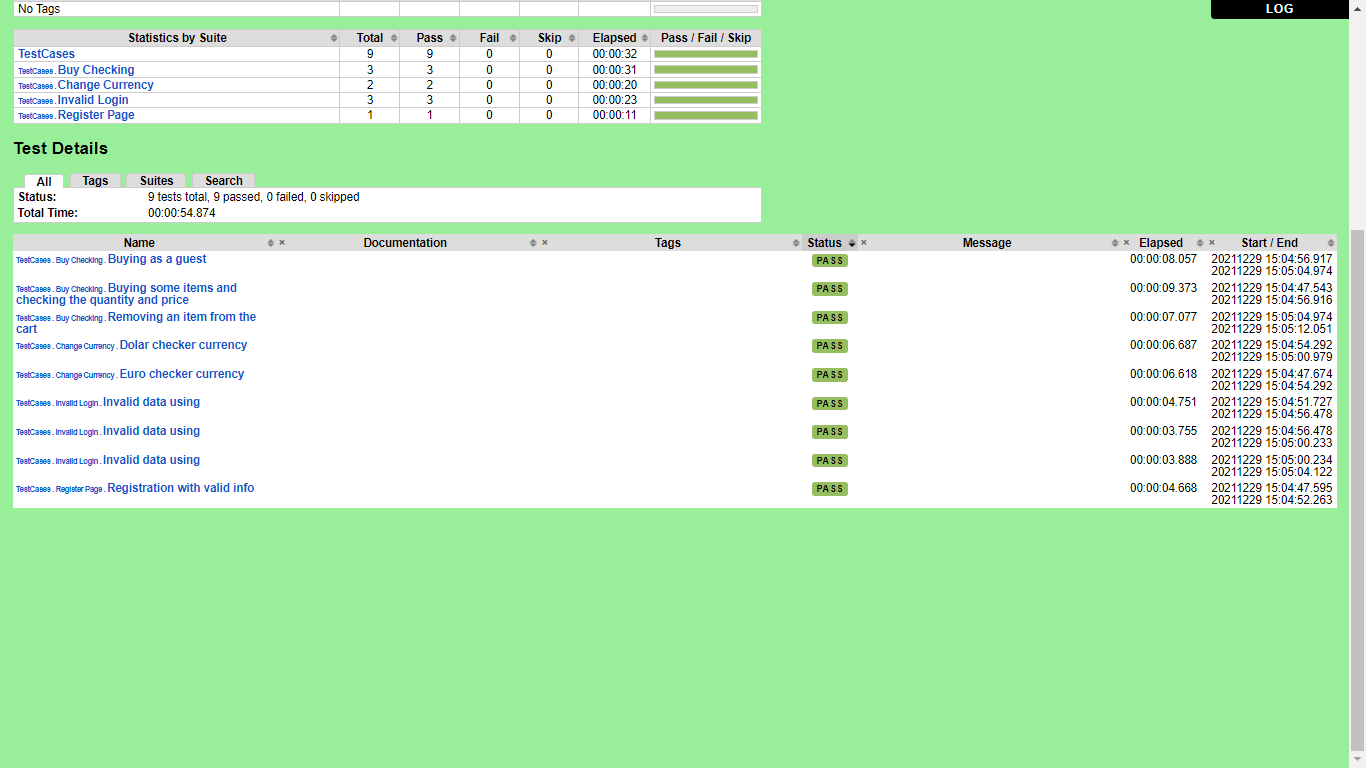 No Tags
LOG
Statistics by Suite Total Pass Fail Skip Elapsed Pass / Fail / Skip
TestCases 9 9 0 0 00:00:32
TestCases . Buy Checking 3 3 0 0 00:00:31
TestCases . Change Currency 2 2 0 0 00:00:20
TestCases . Invalid Login 3 3 0 0 00:00:23
TestCases . Register Page 1 1 0 0 00:00:11
Test Details
All Tags Suites Search
Status: 9 tests total, 9 passed, 0 failed, 0 skipped
Total Time: 00:00:54.874
Name × Documentation × Tags Status × Message × Elapsed × Start / End
TestCases . Buy Checking . Buying as a guest PASS 00:00:08.057 20211229 15:04:56.917
20211229 15:05:04.974
TestCases . Buy Checking . Buying some items and PASS 00:00:09.373 20211229 15:04:47.543
checking the quantity and price 20211229 15:04:56.916
TestCases . Buy Checking . Removing an item from the PASS 00:00:07.077 20211229 15:05:04.974
cart 20211229 15:05:12.051
TestCases . Change Currency . Dolar checker currency PASS 00:00:06.687 20211229 15:04:54.292
20211229 15:05:00.979
TestCases . Change Currency . Euro checker currency PASS 00:00:06.618 20211229 15:04:47.674
20211229 15:04:54.292
TestCases . Invalid Login . Invalid data using PASS 00:00:04.751 20211229 15:04:51.727
20211229 15:04:56.478
TestCases . Invalid Login . Invalid data using PASS 00:00:03.755 20211229 15:04:56.478
20211229 15:05:00.233
TestCases . Invalid Login . Invalid data using PASS 00:00:03.888 20211229 15:05:00.234
20211229 15:05:04.122
TestCases . Register Page . Registration with valid info PASS 00:00:04.668 20211229 15:04:47.595
20211229 15:04:52.263